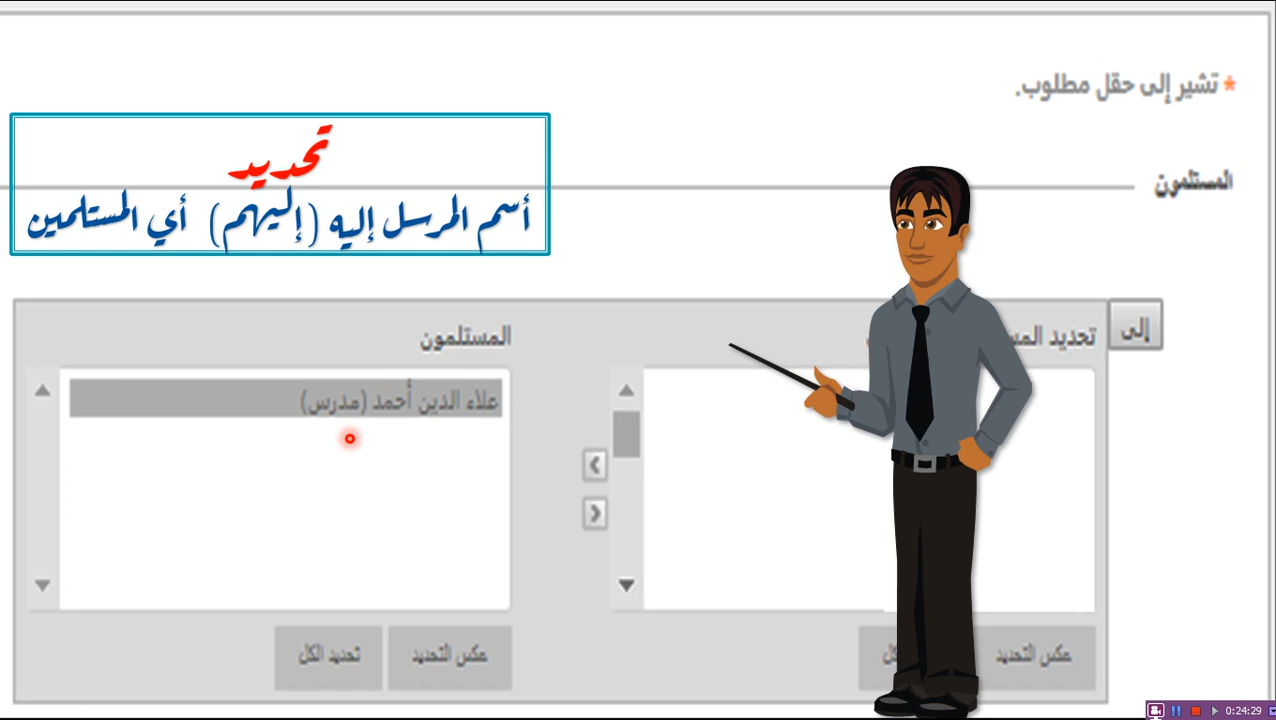 * تشير إلى حقل مطلوب.
تحديد
أسم المرسل إليه (إليهم) أي المستلمين
المستلمون
إلى
تحديد
المستلمون
علاء الدين أحمد (مدرس)
عكس التحديد
عكس التحديد
تحديد الكل
0:24:29